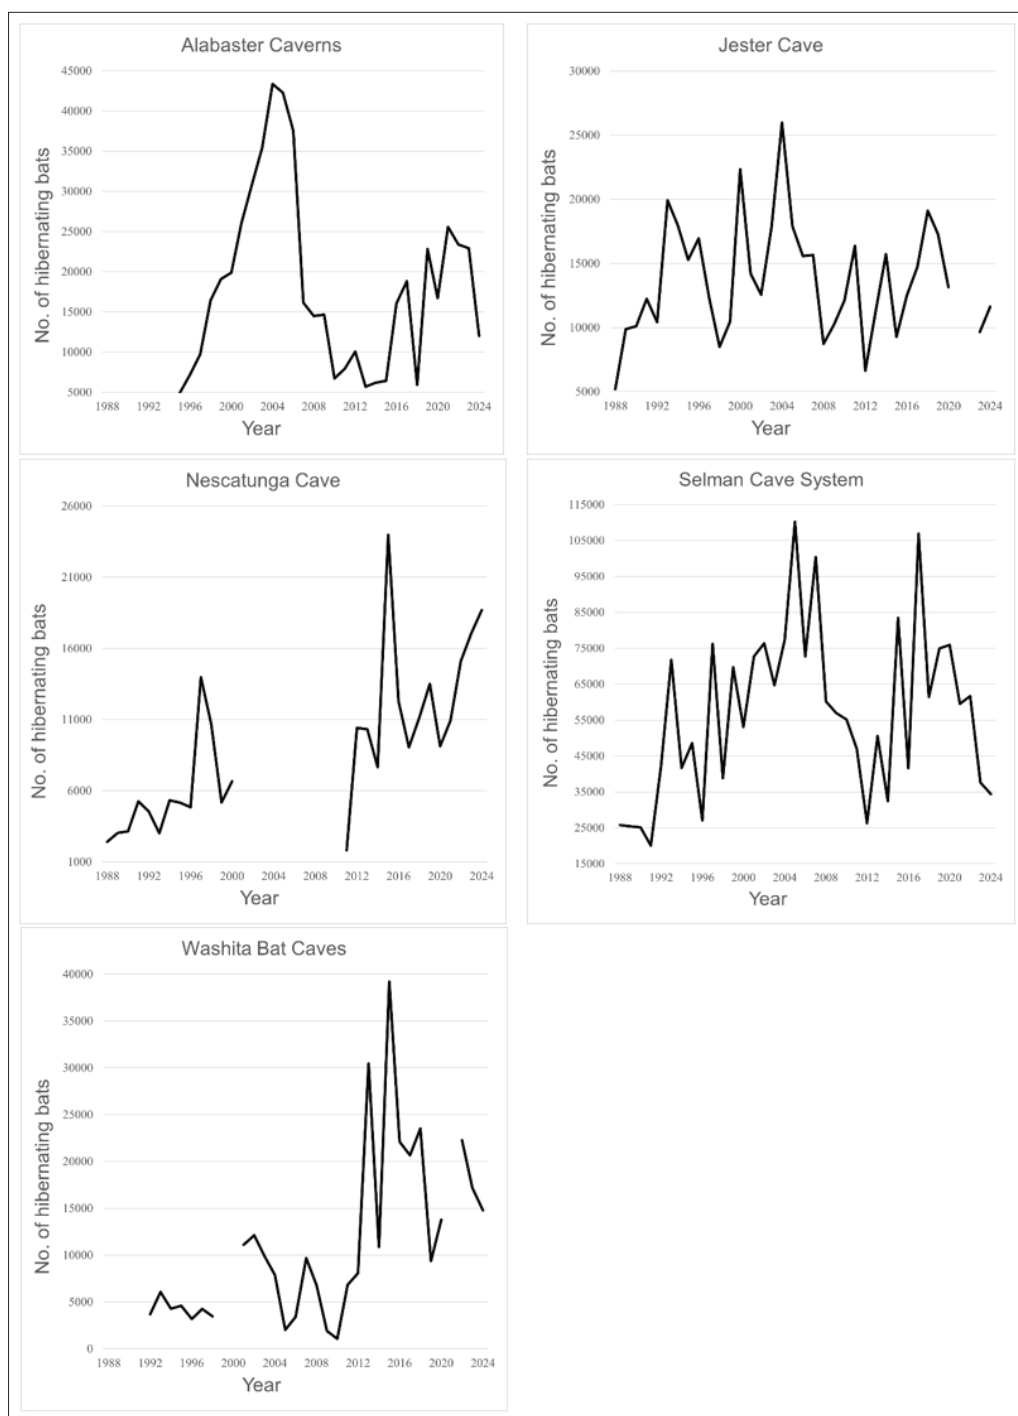 Alabaster Caverns
No. of hibernating bats
45000
40000
35000
30000
25000
20000
15000
10000
5000
1988 1992 1996 2000 2004 2008 2012 2016 2020 2024
Year
Jester Cave
No. of hibernating bats
30000
25000
20000
15000
10000
5000
1988 1992 1996 2000 2004 2008 2012 2016 2020 2024
Year
Nescatunga Cave
No. of hibernating bats
26000
21000
16000
11000
6000
1000
1988 1992 1996 2000 2004 2008 2012 2016 2020 2024
Year
Selman Cave System
No. of hibernating bats
115000
105000
95000
85000
75000
65000
55000
45000
35000
25000
15000
1988 1992 1996 2000 2004 2008 2012 2016 2020 2024
Year
Washita Bat Caves
No. of hibernating bats
40000
35000
30000
25000
20000
15000
10000
5000
0
1988 1992 1996 2000 2004 2008 2012 2016 2020 2024
Year